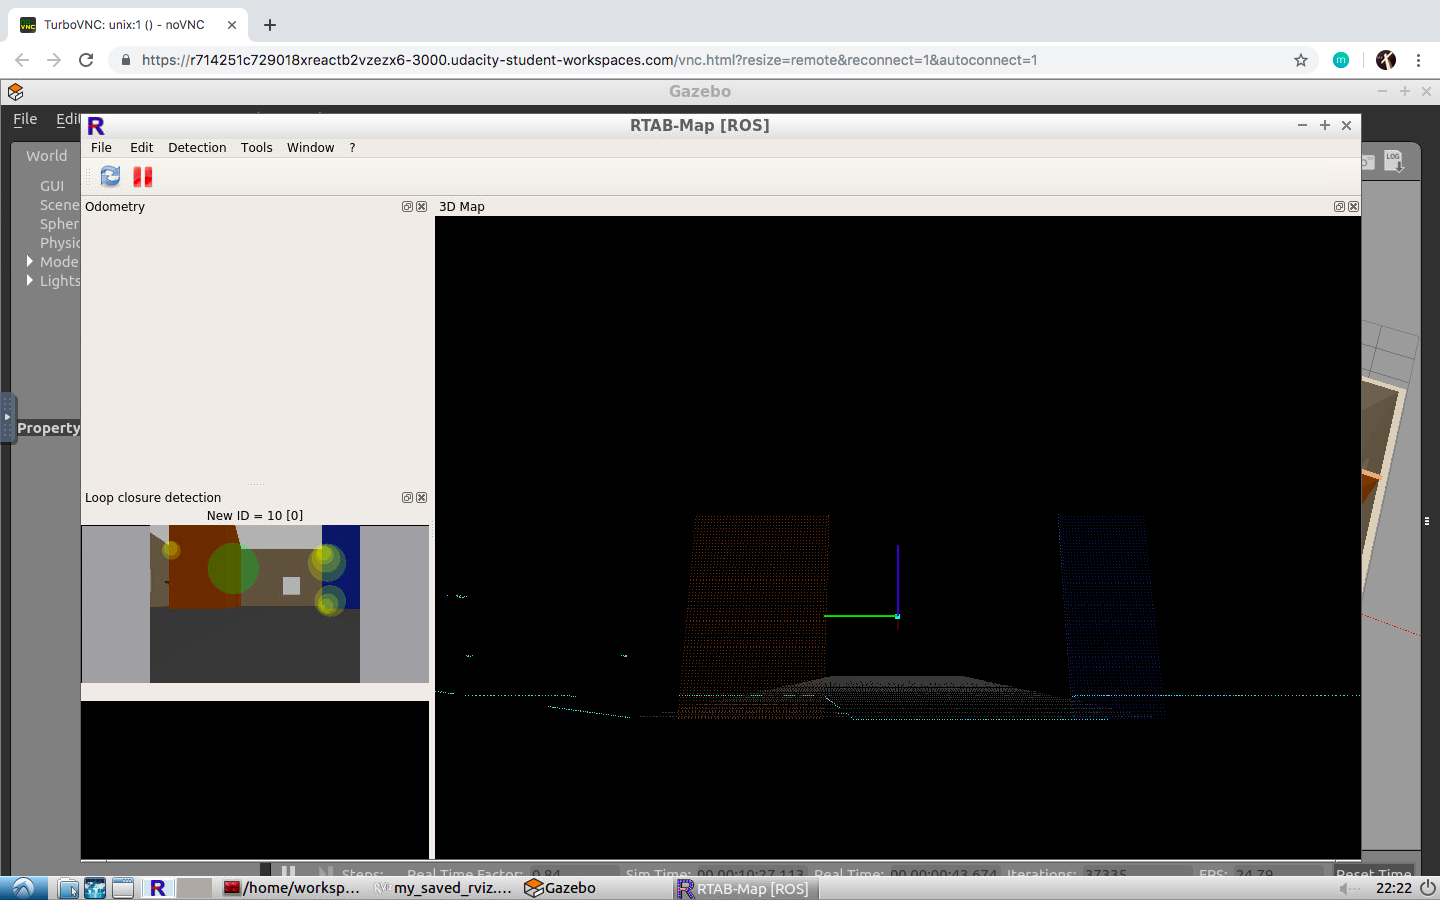 TurboVNC: unix:1 () - noVNC
https://r714251c729018xreactb2vzezx6-3000.udacity-student-workspaces.com/vnc.html?resize=remote&reconnect=1&autoconnect=1
m
Gazebo
File Edi
RTAB-Map [ROS]
File Edit Detection Tools Window ?
World
LOG
GUI
Scene
Spher
Physic
Mode
Lights
Property
Odometry
3D Map
Loop closure detection
New ID = 10 [0]
Steps: Real Time Factor: 0.84 Sim Time: 00 00:10:27.113 Real Time: 00 00:00:43.674 Iterations: 37335 FPS: 24.79 Reset Time
/home/worksp... my_saved_rviz.... Gazebo RTAB-Map [ROS] 22:22